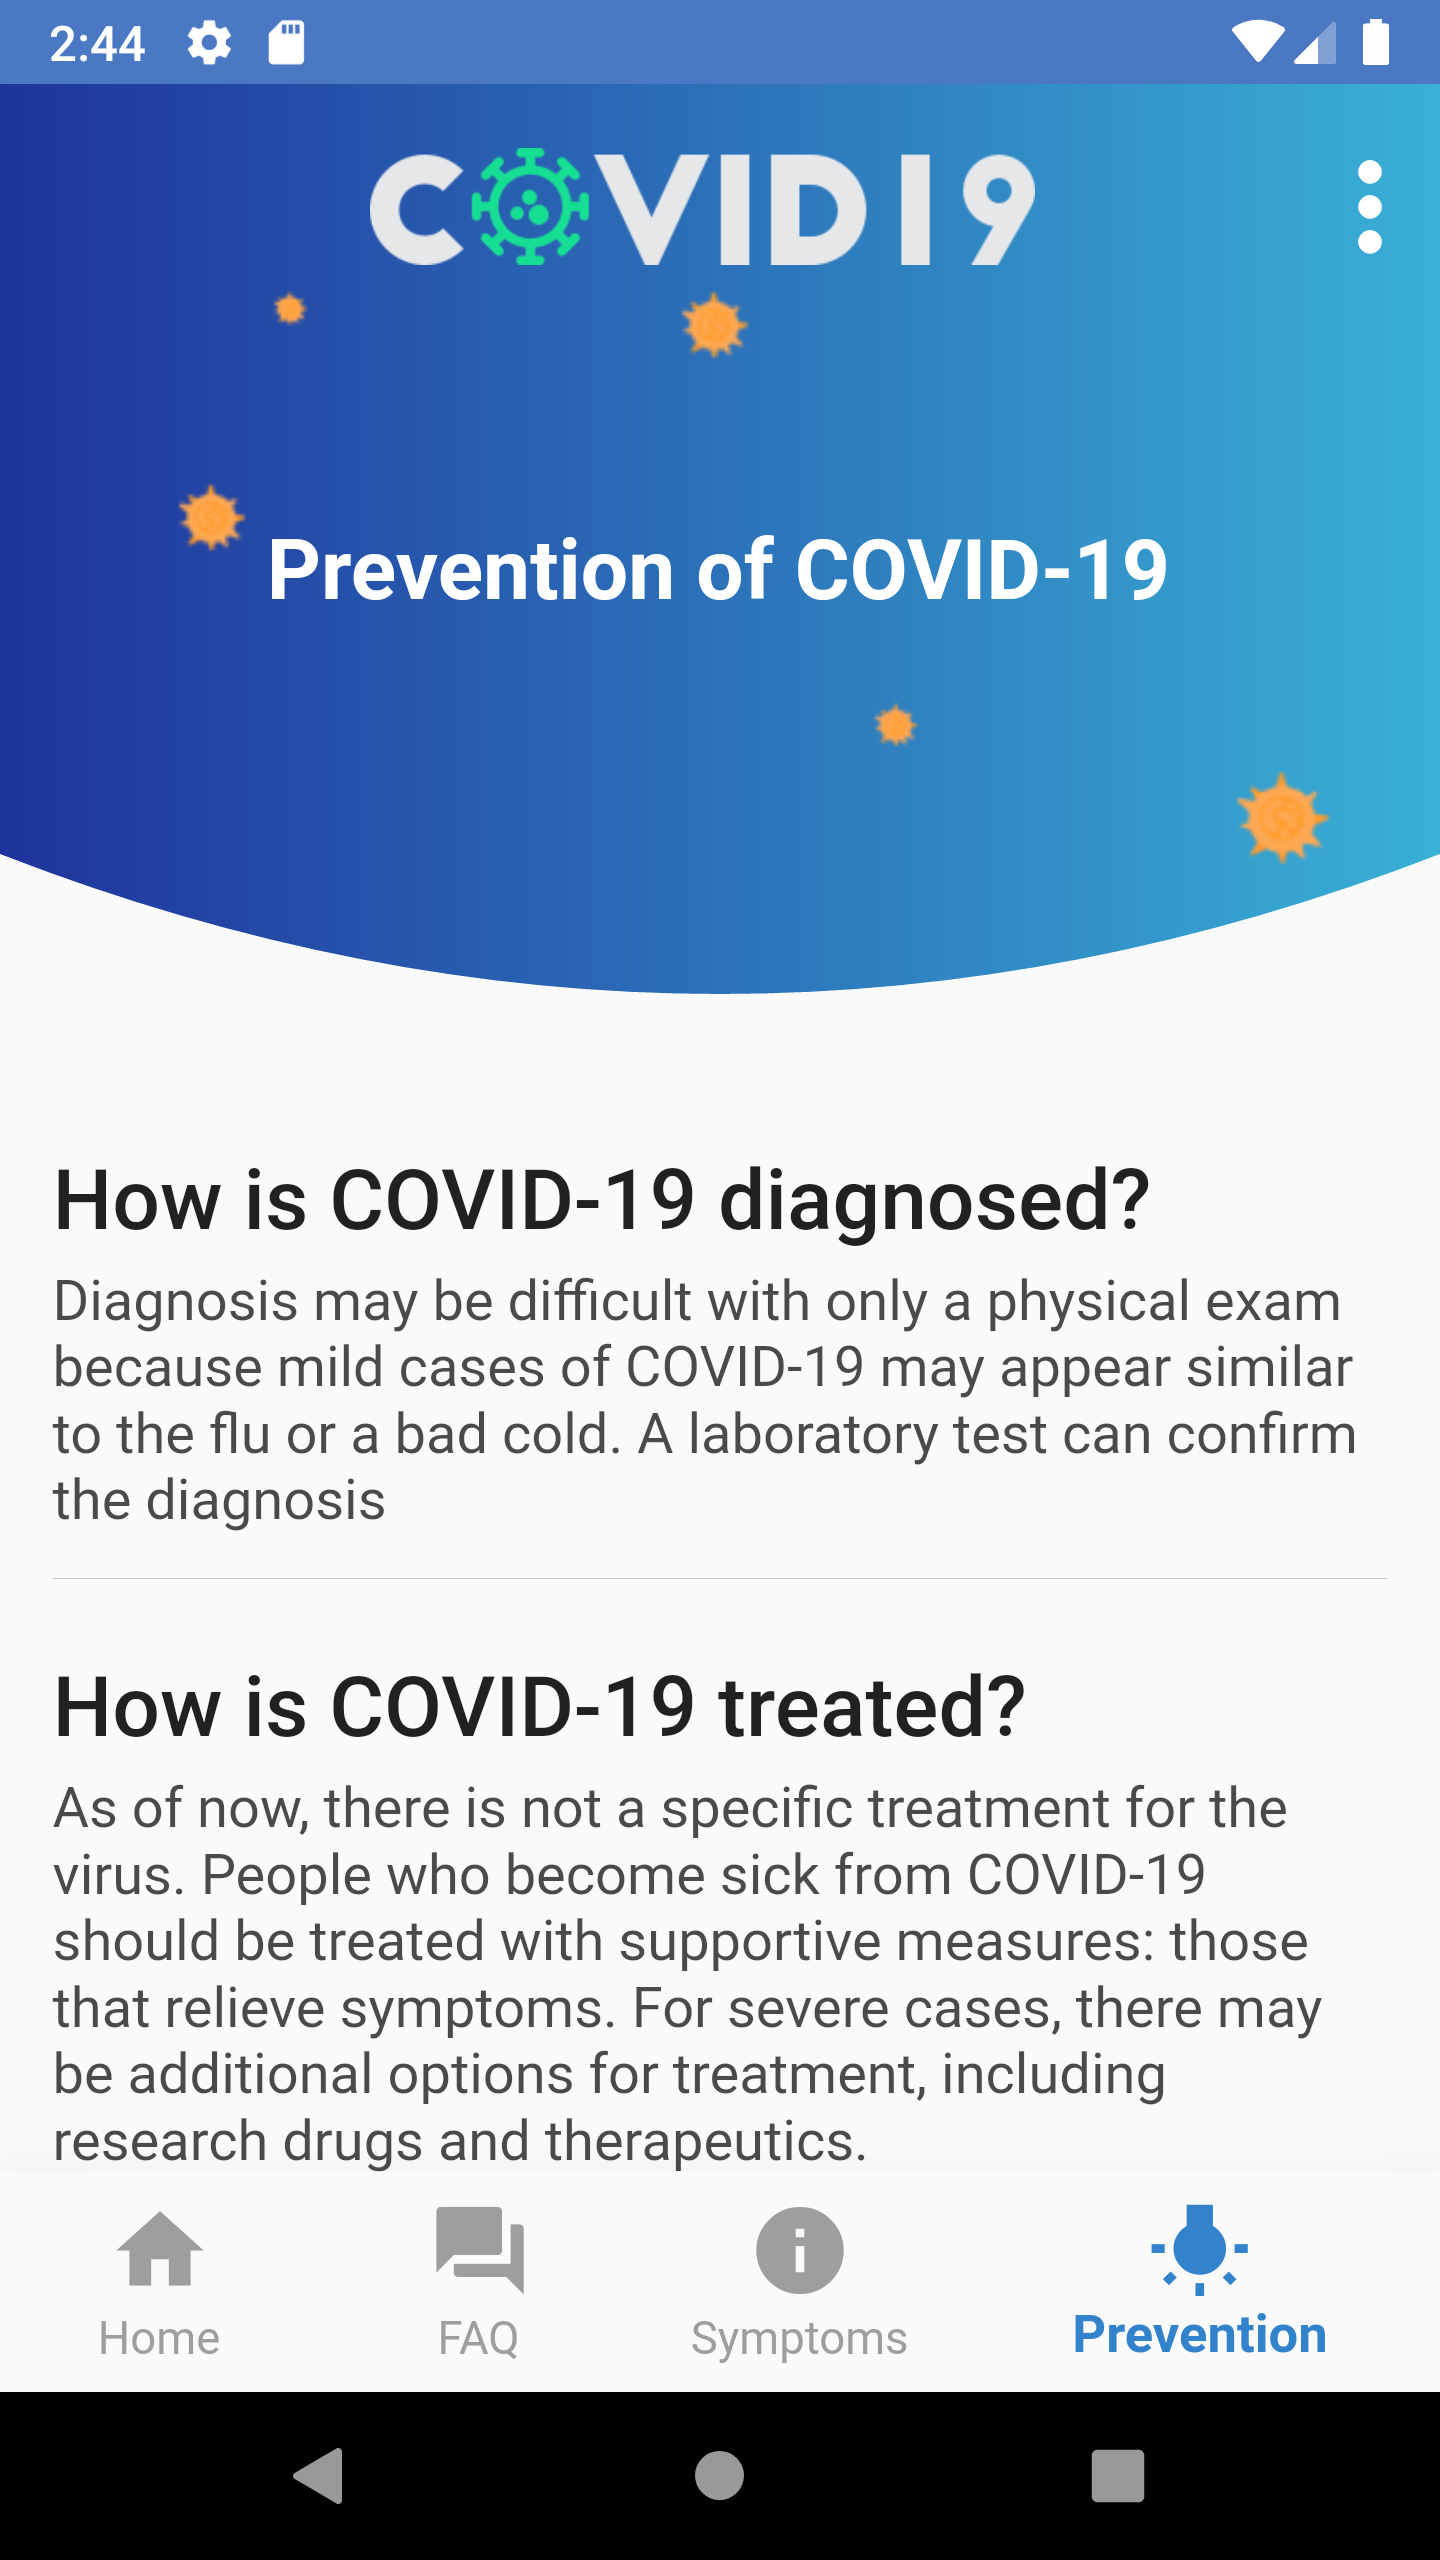 2:44
COVID19
Prevention of COVID-19
How is COVID-19 diagnosed?
Diagnosis may be difficult with only a physical exam
because mild cases of COVID-19 may appear similar
to the flu or a bad cold. A laboratory test can confirm
the diagnosis
How is COVID-19 treated?
As of now, there is not a specific treatment for the
virus. People who become sick from COVID-19
should be treated with supportive measures: those
that relieve symptoms. For severe cases, there may
be additional options for treatment, including
research drugs and therapeutics.
Home
FAQ
Symptoms
Prevention